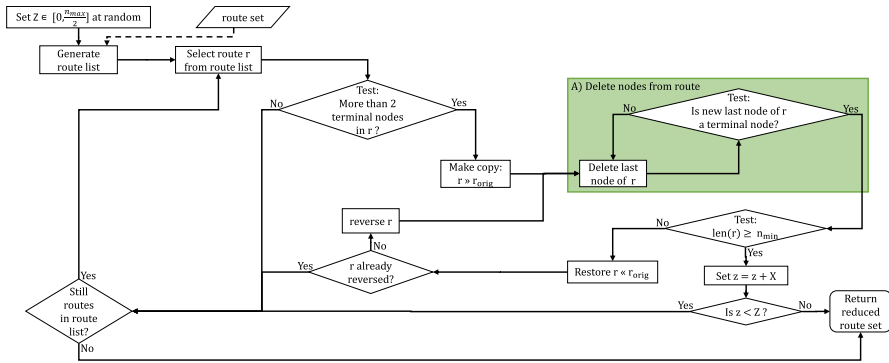 Set Z ∈ [0, n_max/2] at random
route set
Generate
route list
Select route r
from route list
Test:
More than 2
terminal nodes
in r ?
No
Yes
A) Delete nodes from route
Test:
Is new last node of r
a terminal node?
No
Yes
Make copy:
r » r_orig
Delete last
node of r
reverse r
No
Test:
len(r) ≥ n_min
No
Yes
r already
reversed?
Yes
Restore r « r_orig
Set z = z + X
Yes
Still
routes
in route
list?
No
Is z < Z ?
Yes
No
Return
reduced
route set